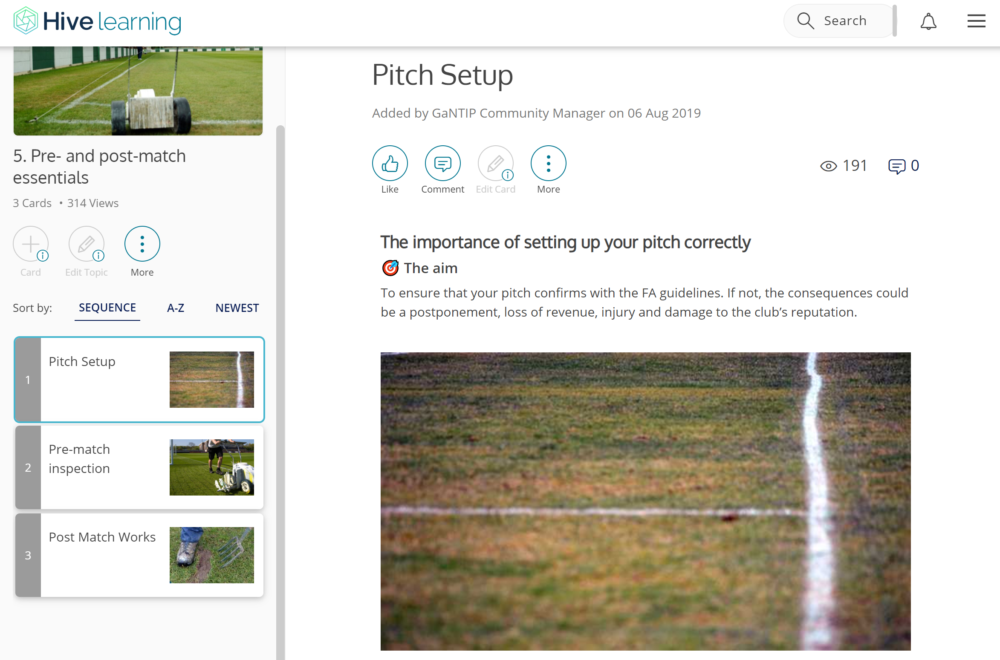 Hive learning
Search
5. Pre- and post-match
essentials
3 Cards • 314 Views
Card
Edit Topic
More
Sort by:
SEQUENCE
A-Z
NEWEST
1
Pitch Setup
2
Pre-match
inspection
3
Post Match Works
Pitch Setup
Added by GaNTIP Community Manager on 06 Aug 2019
Like
Comment
Edit Card
More
191
0
The importance of setting up your pitch correctly
The aim
To ensure that your pitch confirms with the FA guidelines. If not, the consequences could
be a postponement, loss of revenue, injury and damage to the club’s reputation.